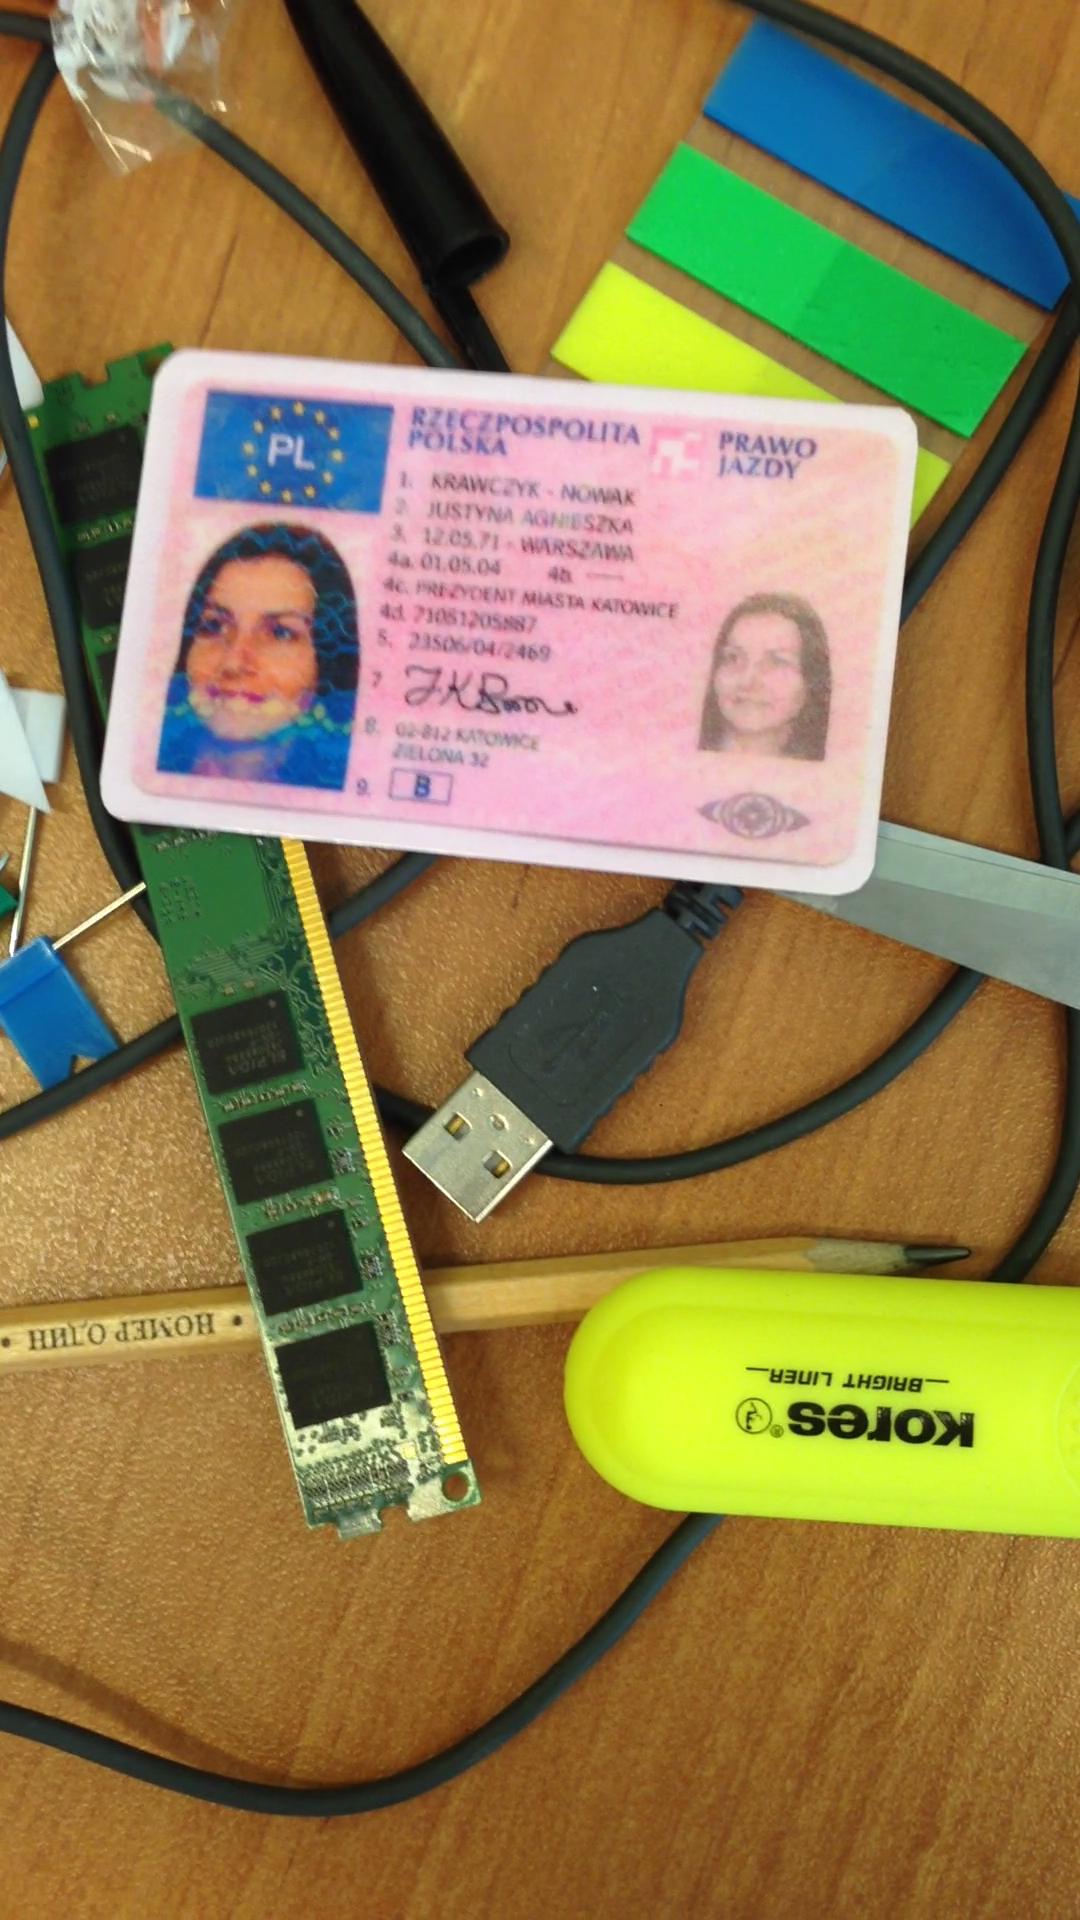 PL
RZECZPOSPOLITA
POLSKA
PRAWO
JAZDY
1. KRAWCZYK - NOWAK
2. JUSTYNA AGNIESZKA
3. 12.05.71 - WARSZAWA
4a. 01.05.04 4b. —
4c. PREZYDENT MIASTA KATOWICE
4d. 71051205887
5. 23506/04/2469
7.
8. 02-812 KATOWICE
ZIELONA 32
9. B
ELPIDA
НОМЕР ОДИН
Kores®
BRIGHT LINER